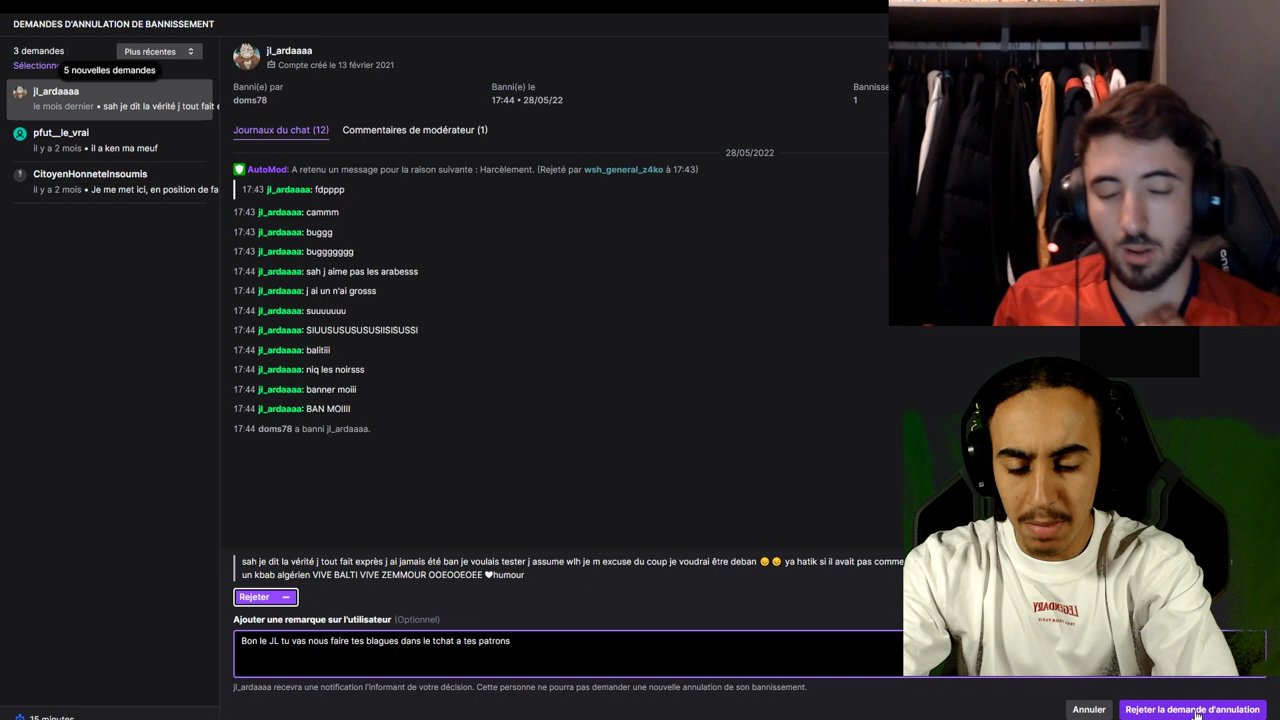 DEMANDES D'ANNULATION DE BANNISSEMENT
3 demandes
Plus récentes
Sélectionn
5 nouvelles demandes
jl_ardaaaa
le mois dernier • sah je dit la vérité j tout fait e
pfut__le_vrai
il y a 2 mois • il a ken ma meuf
CitoyenHonneteInsoumis
il y a 2 mois • Je me met ici, en position de fa
15 minutes
jl_ardaaaa
Compte créé le 13 février 2021
Banni(e) par
doms78
Banni(e) le
17:44 • 28/05/22
Bannisse
1
Journaux du chat (12)
Commentaires de modérateur (1)
28/05/2022
AutoMod: A retenu un message pour la raison suivante : Harcèlement. (Rejeté par wsh_general_z4ko à 17:43)
17:43 jl_ardaaaa: fdpppp
17:43 jl_ardaaaa: cammm
17:43 jl_ardaaaa: buggg
17:43 jl_ardaaaa: buggggggg
17:44 jl_ardaaaa: sah j aime pas les arabesss
17:44 jl_ardaaaa: j ai un n'ai grosss
17:44 jl_ardaaaa: suuuuuuu
17:44 jl_ardaaaa: SIUUSUSUSUSUSIISISUSSI
17:44 jl_ardaaaa: balitiii
17:44 jl_ardaaaa: niq les noirsss
17:44 jl_ardaaaa: banner moiii
17:44 jl_ardaaaa: BAN MOIIII
17:44 doms78 a banni jl_ardaaaa.
sah je dit la vérité j tout fait exprès j ai jamais été ban je voulais tester j assume wlh je m excuse du coup je voudrai être deban 😔 😔 ya hatik si il avait pas comme
un kbab algérien VIVE BALTI VIVE ZEMMOUR OOEOOEOEE ❤humour
Rejeter −
Ajouter une remarque sur l'utilisateur (Optionnel)
Bon le JL tu vas nous faire tes blagues dans le tchat a tes patrons
jl_ardaaaa recevra une notification l'informant de votre décision. Cette personne ne pourra pas demander une nouvelle annulation de son bannissement.
Annuler
Rejeter la demande d'annulation
LEGENDARY